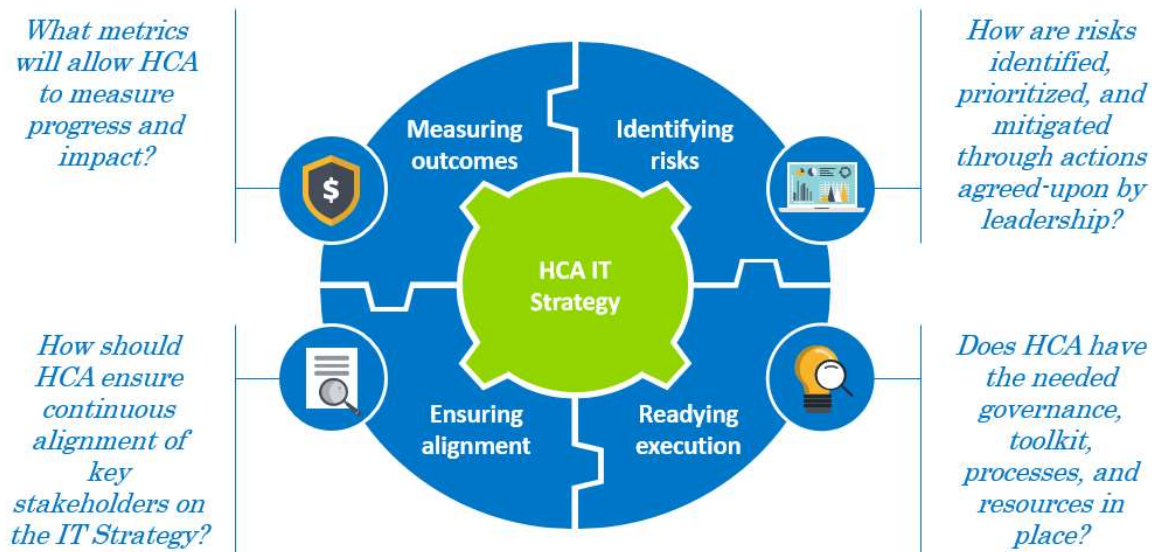 What metrics
will allow HCA
to measure
progress and
impact?
Measuring
outcomes
$
Identifying
risks
How are risks
identified,
prioritized, and
mitigated
through actions
agreed-upon by
leadership?
HCA IT
Strategy
How should
HCA ensure
continuous
alignment of
key
stakeholders on
the IT Strategy?
Ensuring
alignment
Readying
execution
Does HCA have
the needed
governance,
toolkit,
processes, and
resources in
place?